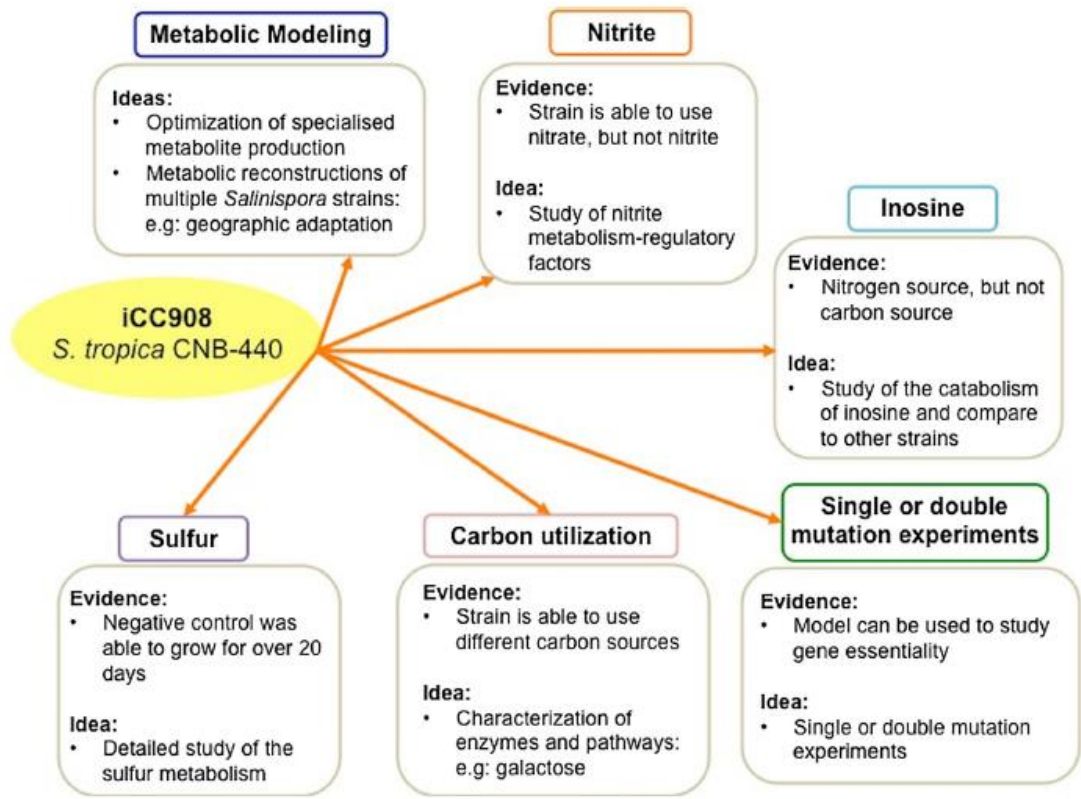 Metabolic Modeling
Ideas:
• Optimization of specialised
metabolite production
• Metabolic reconstructions of
multiple Salinispora strains:
e.g: geographic adaptation
Nitrite
Evidence:
• Strain is able to use
nitrate, but not nitrite
Idea:
• Study of nitrite
metabolism-regulatory
factors
Inosine
Evidence:
• Nitrogen source, but not
carbon source
Idea:
• Study of the catabolism
of inosine and compare
to other strains
iCC908
S. tropica CNB-440
Sulfur
Evidence:
• Negative control was
able to grow for over 20
days
Idea:
• Detailed study of the
sulfur metabolism
Carbon utilization
Evidence:
• Strain is able to use
different carbon sources
Idea:
• Characterization of
enzymes and pathways:
e.g: galactose
Single or double
mutation experiments
Evidence:
• Model can be used to study
gene essentiality
Idea:
• Single or double mutation
experiments